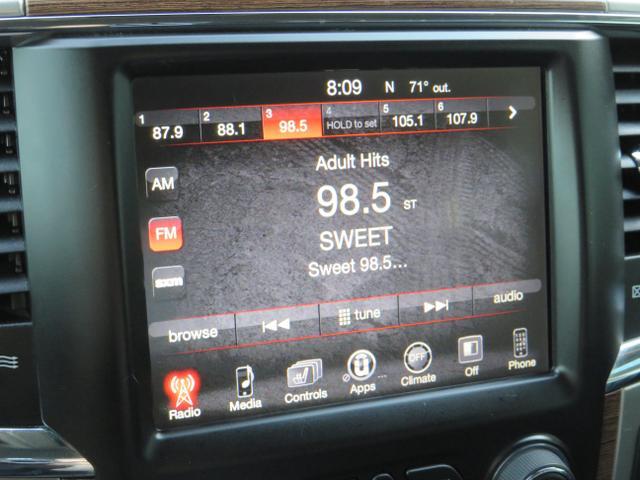 8:09 N 71° out.
1 87.9 2 88.1 3 98.5 4 HOLD to set 5 105.1 6 107.9
Adult Hits
AM
98.5 ST
FM
SWEET
Sweet 98.5...
sxm
browse tune audio
Radio Media Controls Apps OFF Climate Off Phone